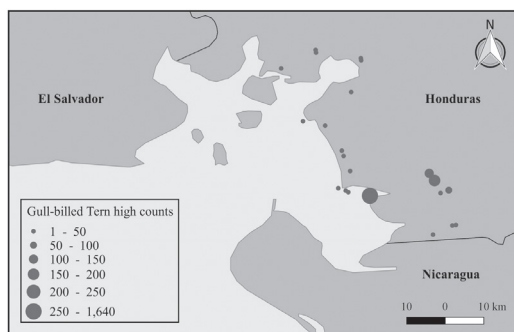 N
El Salvador
Honduras
Gull-billed Tern high counts
1 - 50
50 - 100
100 - 150
150 - 200
200 - 250
250 - 1,640
Nicaragua
10 0 10 km